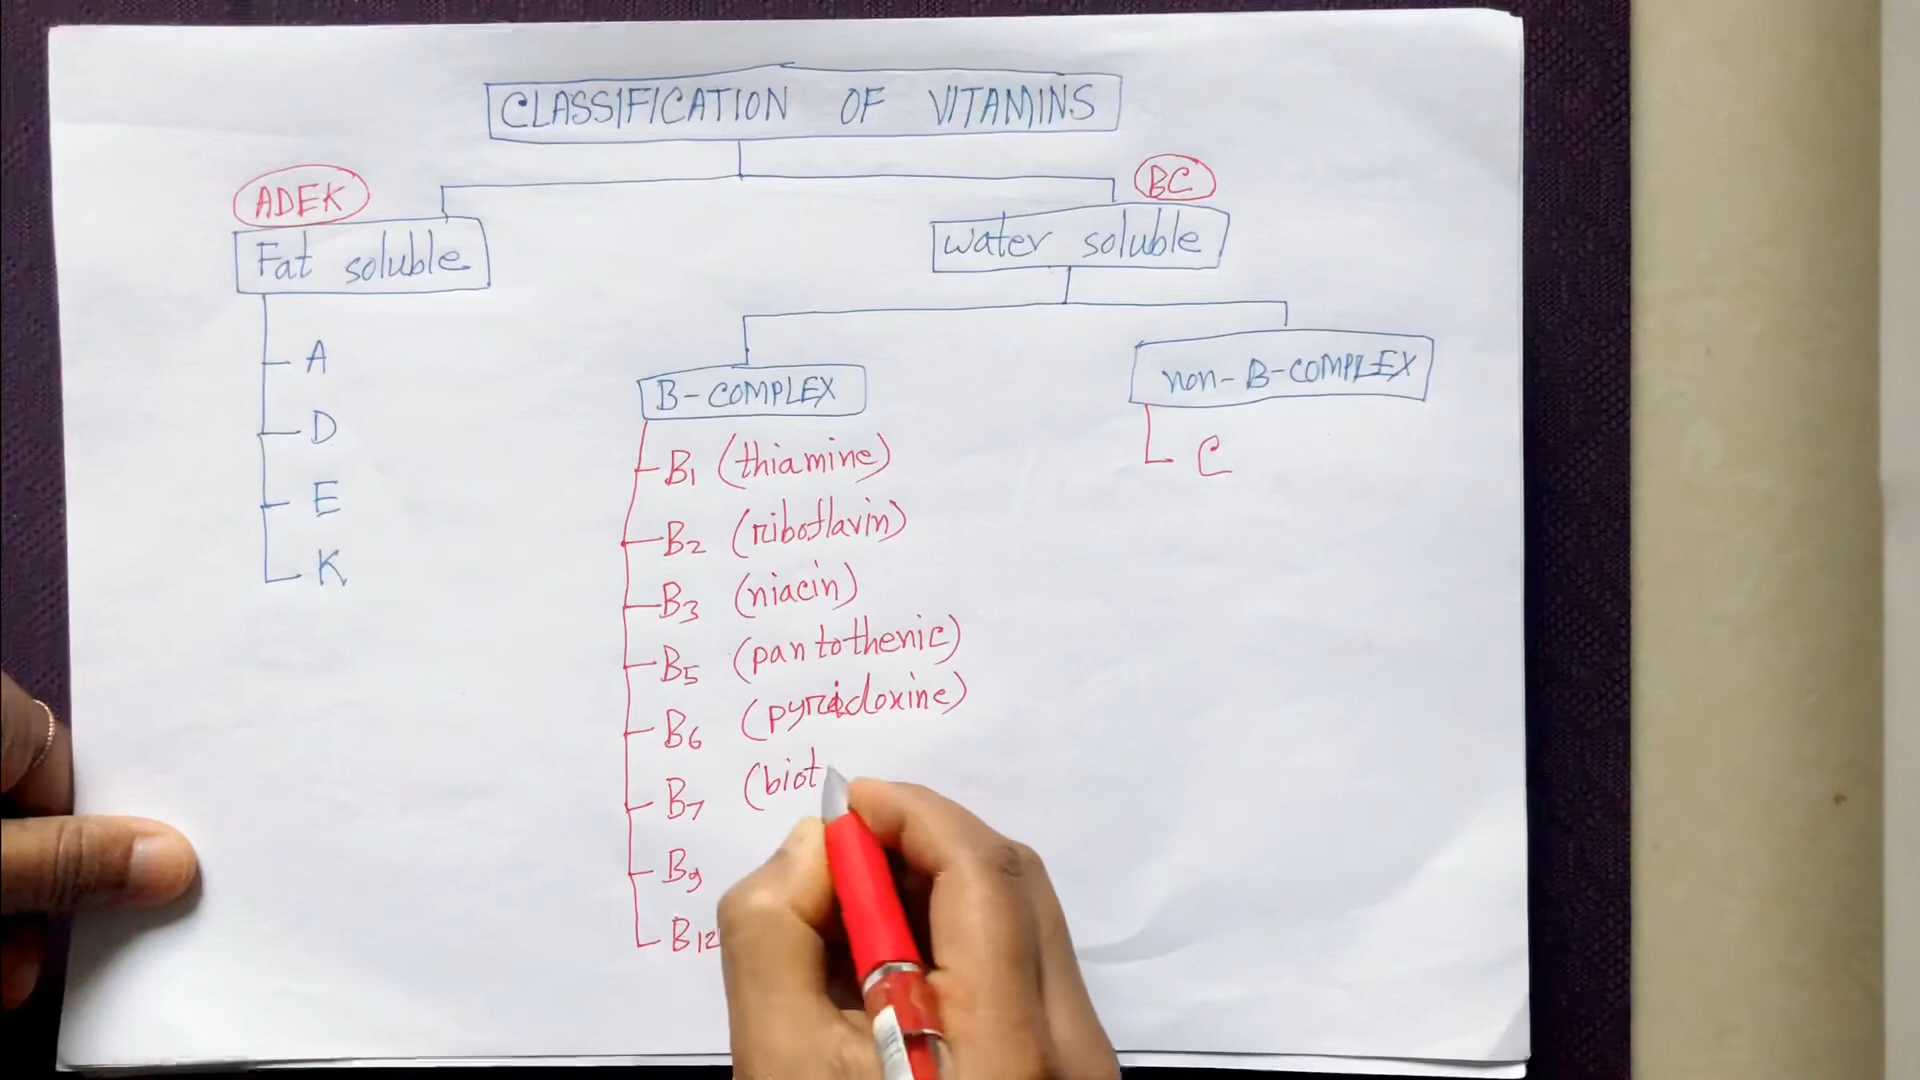 CLASSIFICATION OF VITAMINS
ADEK
Fat soluble
A
D
E
K
BC
water soluble
B-COMPLEX
B1 (thiamine)
B2 (riboflavin)
B3 (niacin)
B5 (pantothenic)
B6 (pyridoxine)
B7 (biot
B9
B12
non-B-COMPLEX
C